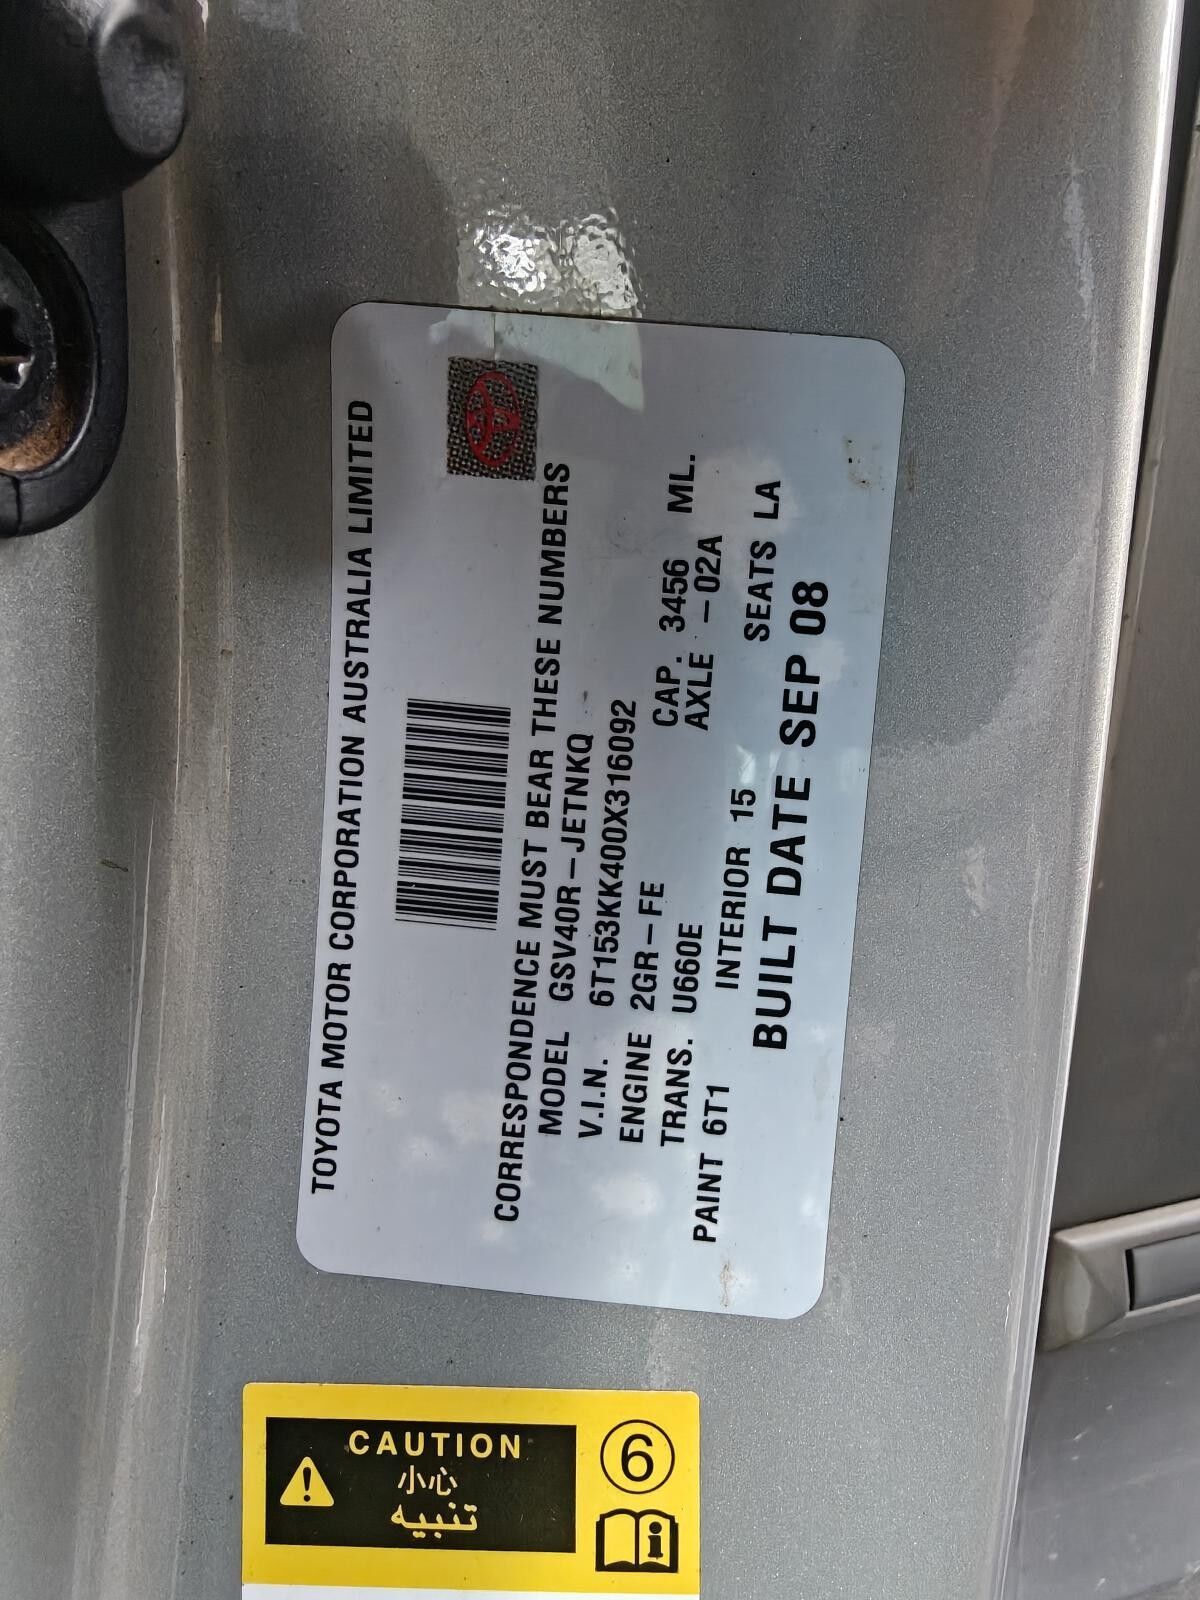 TOYOTA MOTOR CORPORATION AUSTRALIA LIMITED
CORRESPONDENCE MUST BEAR THESE NUMBERS
MODEL GSV40R-JETNKQ
V.I.N. 6T153KK400X316092
ENGINE 2GR-FE CAP. 3456 ML.
TRANS. U660E AXLE -02A
PAINT 6T1 INTERIOR 15 SEATS LA
BUILT DATE SEP 08
CAUTION
小心
تنبيه
6
i